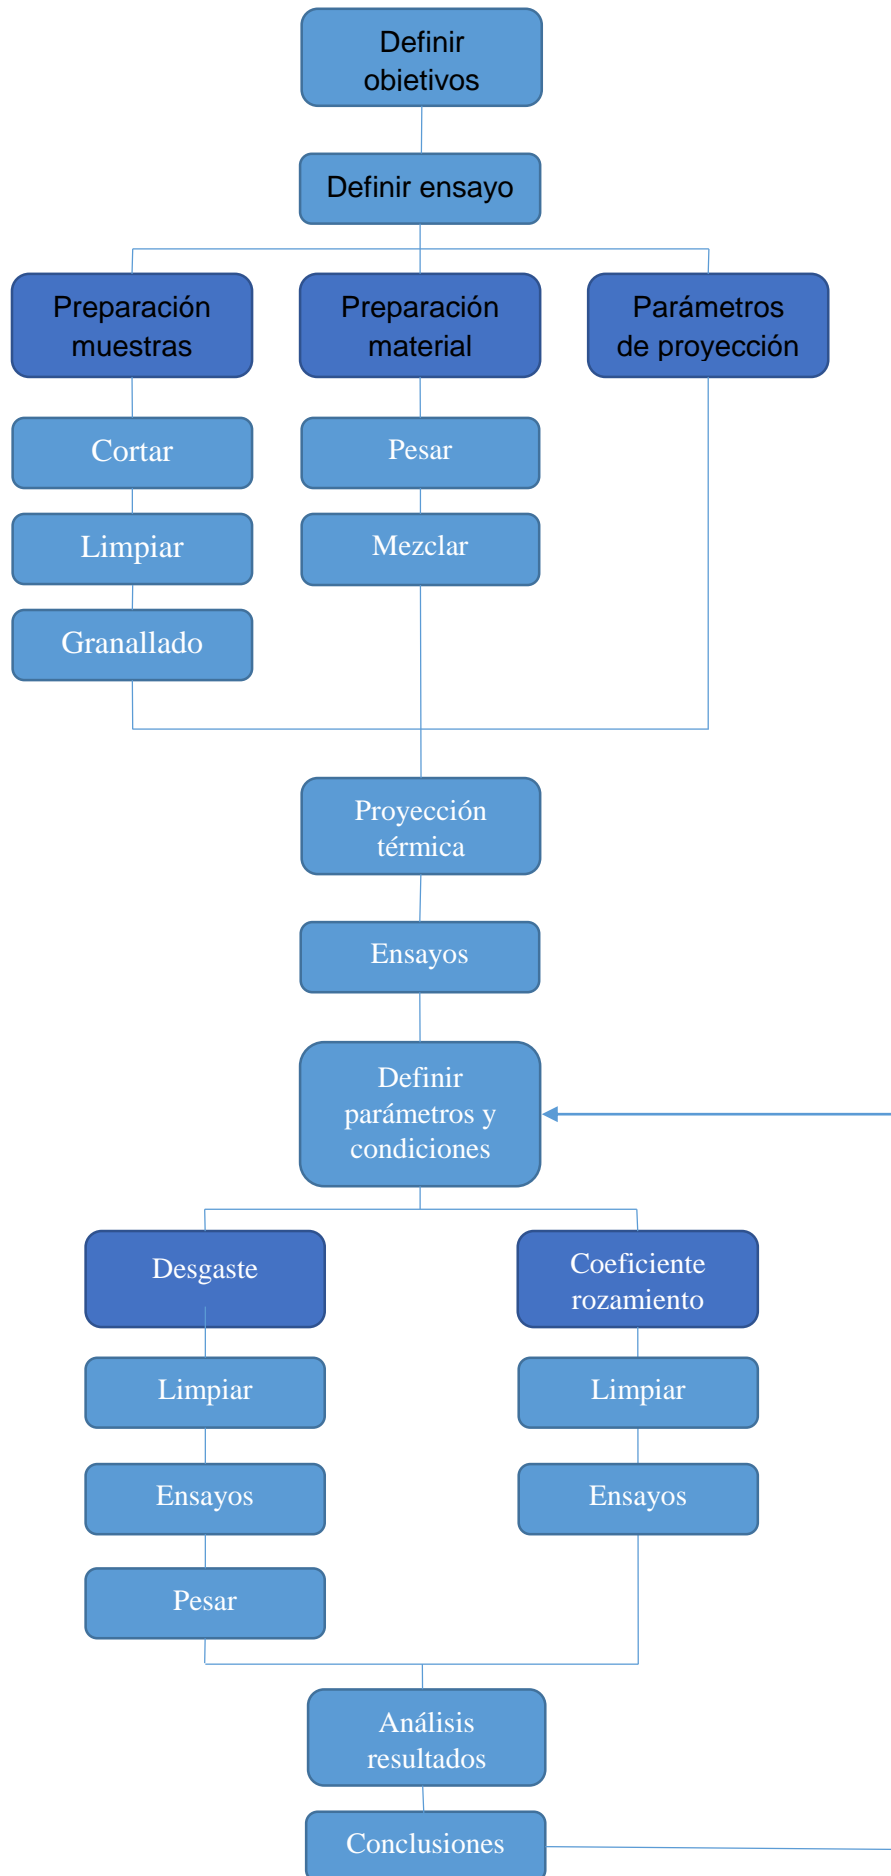 Definir
objetivos
Definir ensayo
Preparación
muestras
Preparación
material
Parámetros
de proyección
Cortar
Pesar
Limpiar
Mezclar
Granallado
Proyección
térmica
Ensayos
Definir
parámetros y
condiciones
Desgaste
Coeficiente
rozamiento
Limpiar
Limpiar
Ensayos
Ensayos
Pesar
Análisis
resultados
Conclusiones